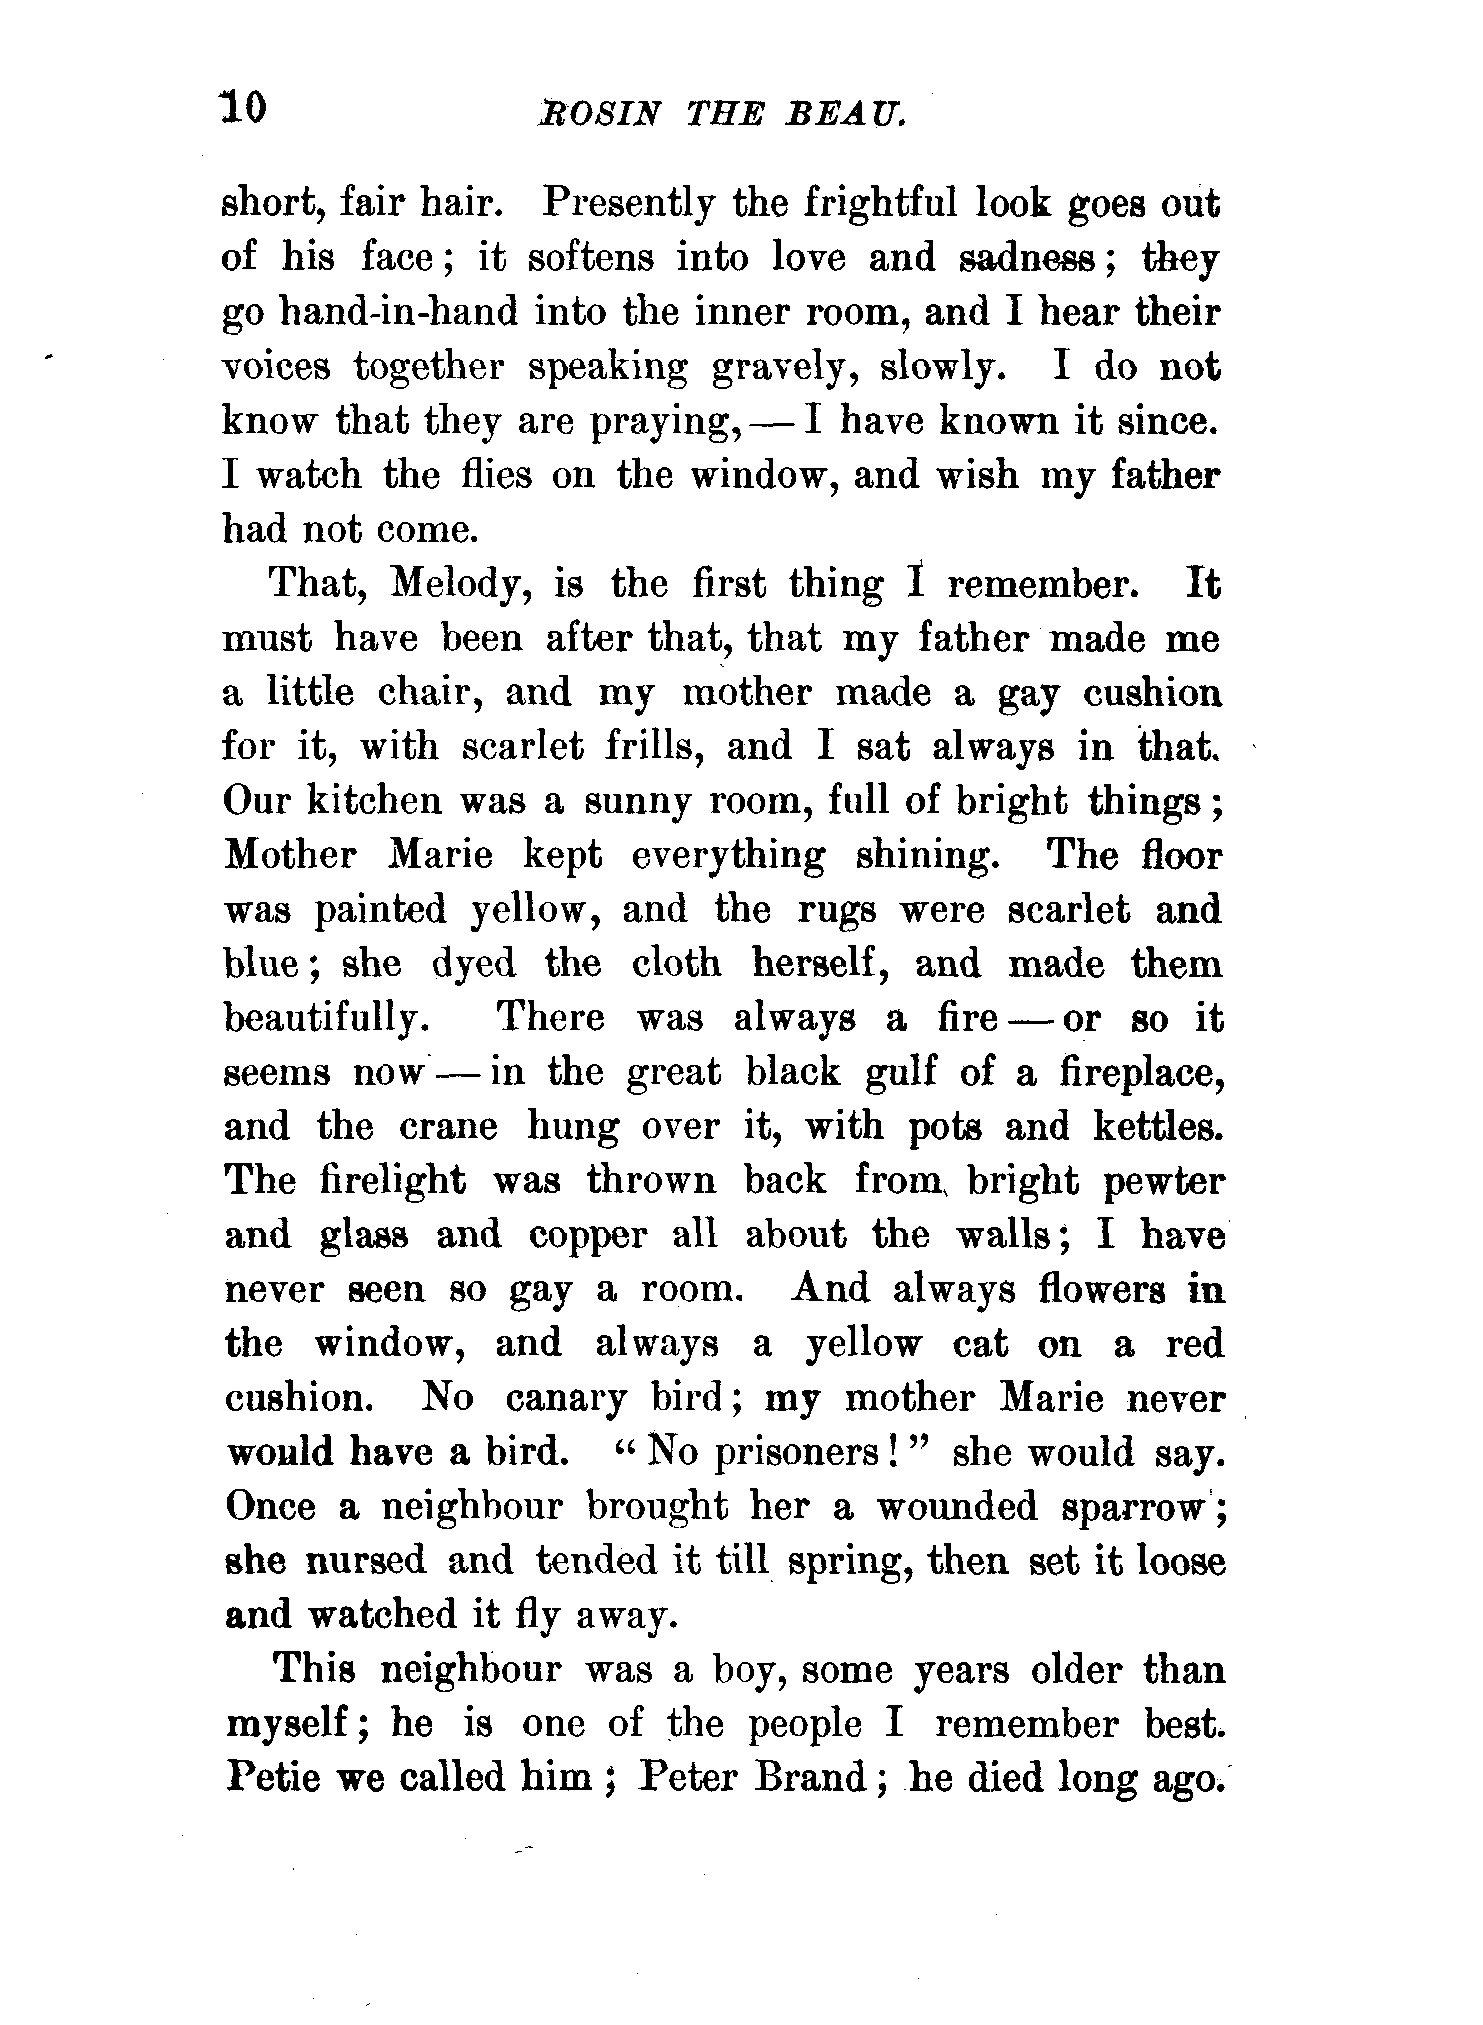 10 ROSIN THE BEAU.
short, fair hair. Presently the frightful look goes out
of his face; it softens into love and sadness; they
go hand-in-hand into the inner room, and I hear their
voices together speaking gravely, slowly. I do not
know that they are praying,— I have known it since.
I watch the flies on the window, and wish my father
had not come.
That, Melody, is the first thing I remember. It
must have been after that, that my father made me
a little chair, and my mother made a gay cushion
for it, with scarlet frills, and I sat always in that.
Our kitchen was a sunny room, full of bright things;
Mother Marie kept everything shining. The floor
was painted yellow, and the rugs were scarlet and
blue; she dyed the cloth herself, and made them
beautifully. There was always a fire — or so it
seems now — in the great black gulf of a fireplace,
and the crane hung over it, with pots and kettles.
The firelight was thrown back from bright pewter
and glass and copper all about the walls; I have
never seen so gay a room. And always flowers in
the window, and always a yellow cat on a red
cushion. No canary bird; my mother Marie never
would have a bird. "No prisoners!" she would say.
Once a neighbour brought her a wounded sparrow;
she nursed and tended it till spring, then set it loose
and watched it fly away.
This neighbour was a boy, some years older than
myself; he is one of the people I remember best.
Petie we called him; Peter Brand; he died long ago.